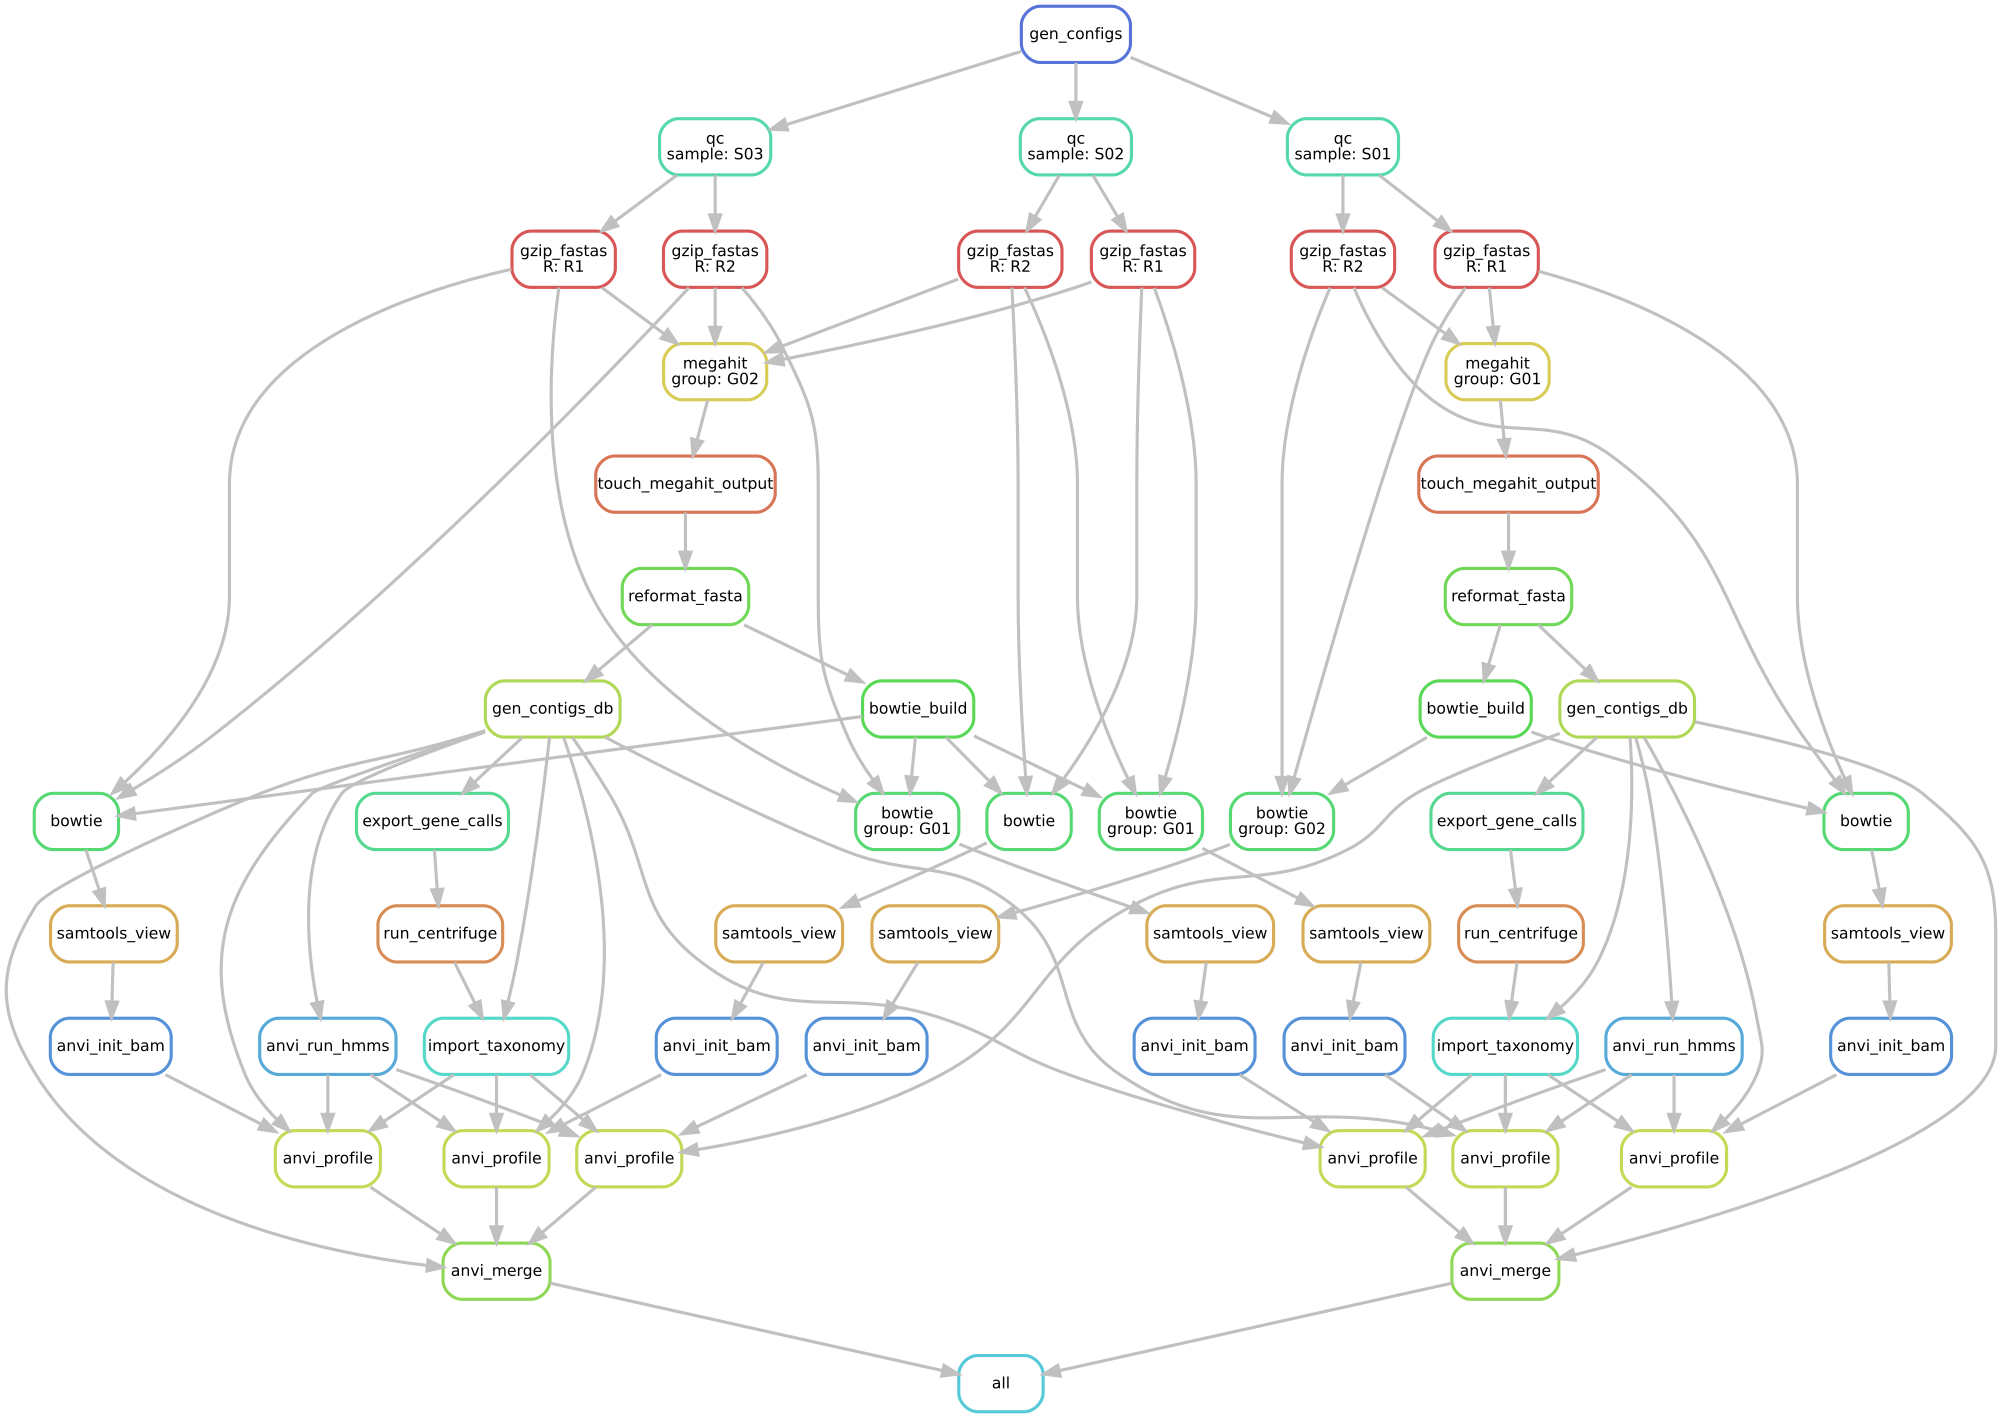 gen_configs
qc
sample: S03
qc
sample: S02
qc
sample: S01
gzip_fastas
R: R1
gzip_fastas
R: R2
gzip_fastas
R: R2
gzip_fastas
R: R1
gzip_fastas
R: R2
gzip_fastas
R: R1
megahit
group: G02
megahit
group: G01
touch_megahit_output
touch_megahit_output
reformat_fasta
reformat_fasta
gen_contigs_db
bowtie_build
bowtie_build
gen_contigs_db
bowtie
export_gene_calls
bowtie
group: G01
bowtie
bowtie
group: G01
bowtie
group: G02
export_gene_calls
bowtie
samtools_view
run_centrifuge
samtools_view
samtools_view
samtools_view
samtools_view
run_centrifuge
samtools_view
anvi_init_bam
anvi_run_hmms
import_taxonomy
anvi_init_bam
anvi_init_bam
anvi_init_bam
anvi_init_bam
import_taxonomy
anvi_run_hmms
anvi_init_bam
anvi_profile
anvi_profile
anvi_profile
anvi_profile
anvi_profile
anvi_profile
anvi_merge
anvi_merge
all